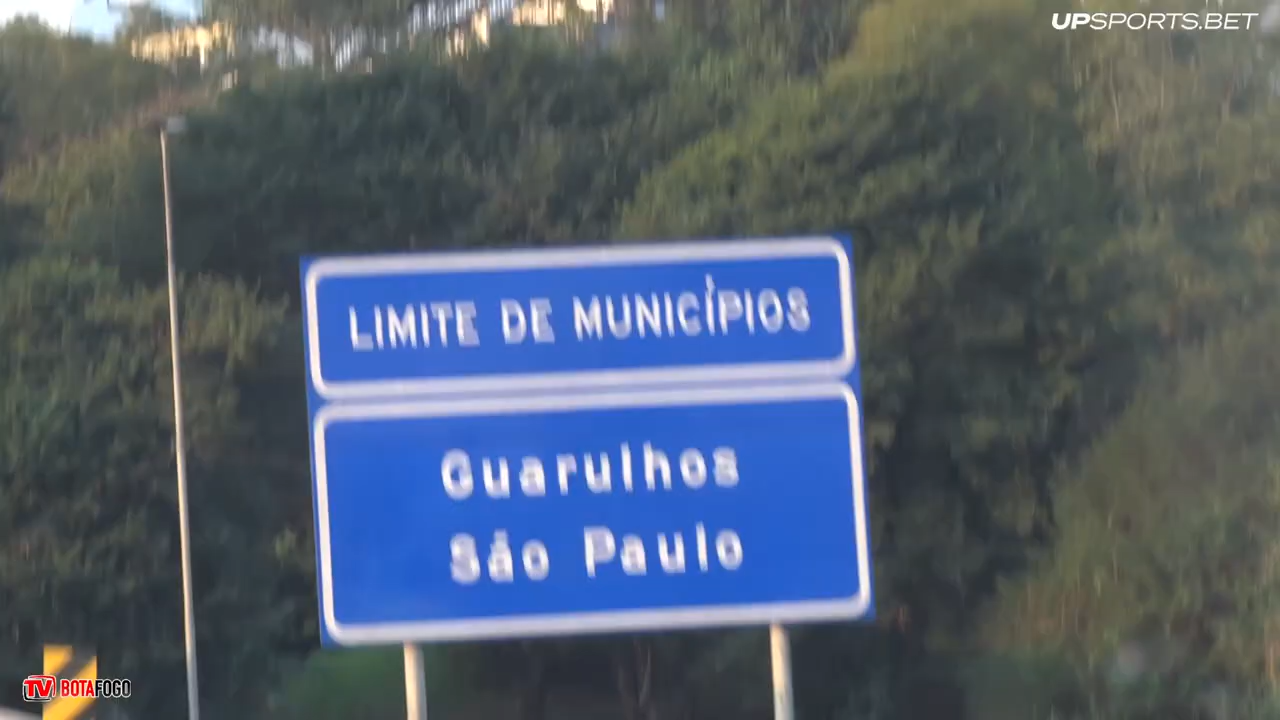 UPSPORTS.BET
LIMITE DE MUNICÍPIOS
Guarulhos
São Paulo
TV BOTAFOGO